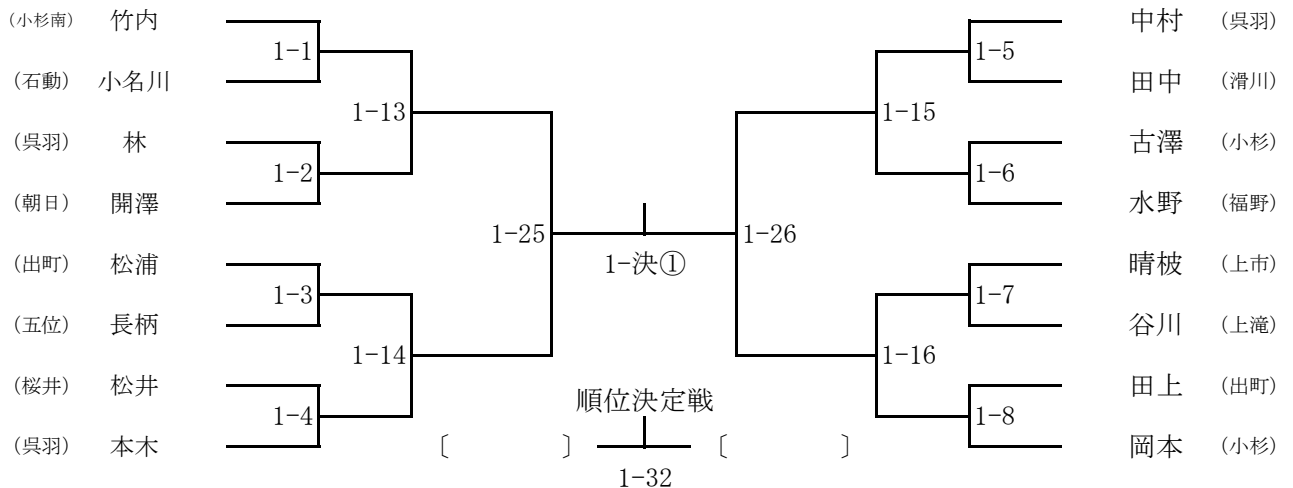 (小杉南) 竹内 中村 (呉羽)
1-1 1-5
(石動) 小名川 田中 (滑川)
1-13 1-15
(呉羽) 林 古澤 (小杉)
1-2 1-6
(朝日) 開澤 水野 (福野)
1-25 1-26
1-決①
(出町) 松浦 晴柀 (上市)
1-3 1-7
(五位) 長柄 谷川 (上滝)
1-14 1-16
(桜井) 松井 田上 (出町)
順位決定戦
1-4 1-8
(呉羽) 本木 〔 〕 〔 〕 岡本 (小杉)
1-32